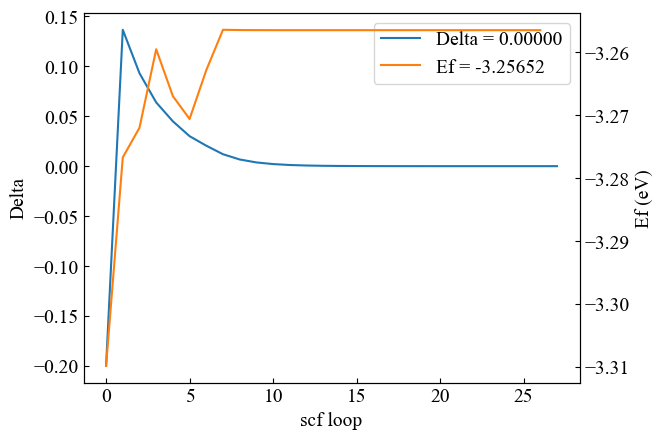 0.15
0.10
0.05
0.00
−0.05
−0.10
−0.15
−0.20
Delta
Delta = 0.00000
Ef = -3.25652
−3.26
−3.27
−3.28
−3.29
−3.30
−3.31
Ef (eV)
0 5 10 15 20 25
scf loop